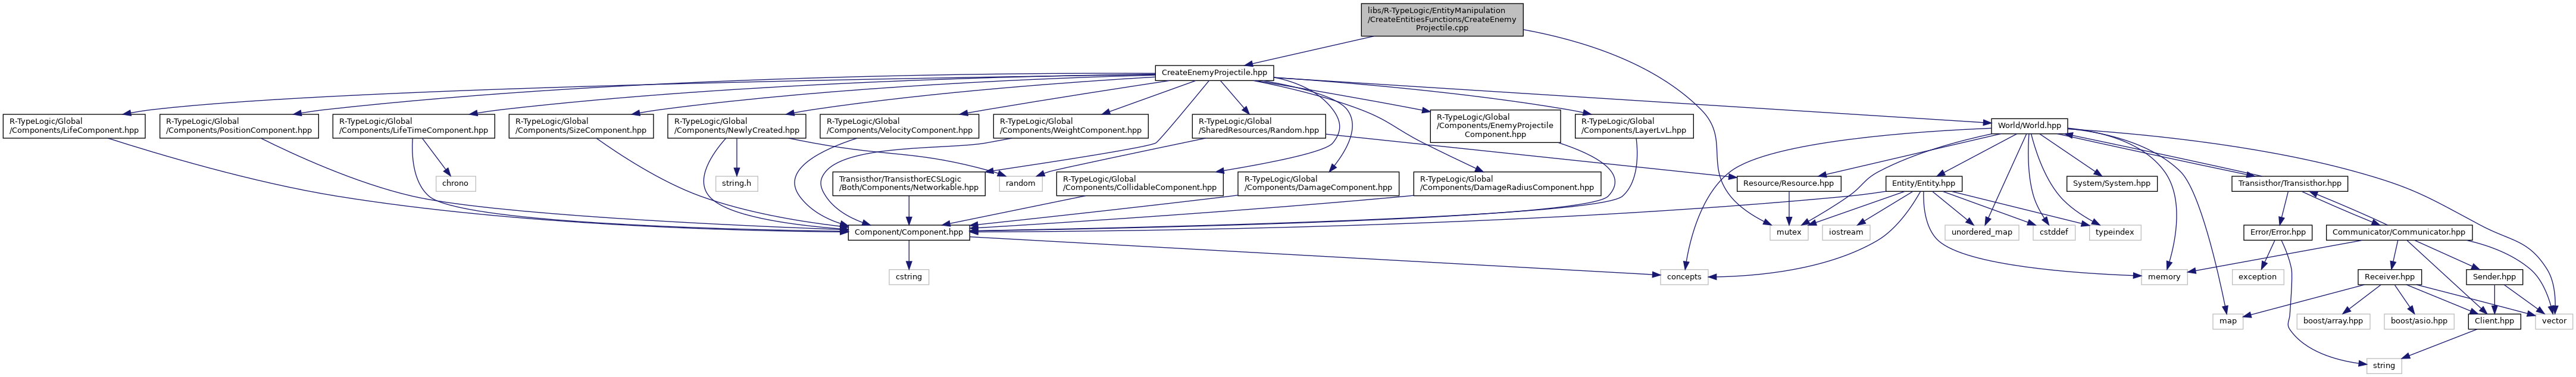 libs/R-TypeLogic/EntityManipulation
/CreateEntitiesFunctions/CreateEnemy
Projectile.cpp
CreateEnemyProjectile.hpp
R-TypeLogic/Global
/Components/LifeComponent.hpp
R-TypeLogic/Global
/Components/PositionComponent.hpp
R-TypeLogic/Global
/Components/LifeTimeComponent.hpp
R-TypeLogic/Global
/Components/SizeComponent.hpp
R-TypeLogic/Global
/Components/NewlyCreated.hpp
R-TypeLogic/Global
/Components/VelocityComponent.hpp
R-TypeLogic/Global
/Components/WeightComponent.hpp
R-TypeLogic/Global
/SharedResources/Random.hpp
R-TypeLogic/Global
/Components/EnemyProjectile
Component.hpp
R-TypeLogic/Global
/Components/LayerLvL.hpp
World/World.hpp
chrono
string.h
Transisthor/TransisthorECSLogic
/Both/Components/Networkable.hpp
random
R-TypeLogic/Global
/Components/CollidableComponent.hpp
R-TypeLogic/Global
/Components/DamageComponent.hpp
R-TypeLogic/Global
/Components/DamageRadiusComponent.hpp
Resource/Resource.hpp
Entity/Entity.hpp
System/System.hpp
Transisthor/Transisthor.hpp
Component/Component.hpp
mutex
iostream
unordered_map
cstddef
typeindex
Error/Error.hpp
Communicator/Communicator.hpp
cstring
concepts
memory
exception
Receiver.hpp
Sender.hpp
map
boost/array.hpp
boost/asio.hpp
Client.hpp
vector
string